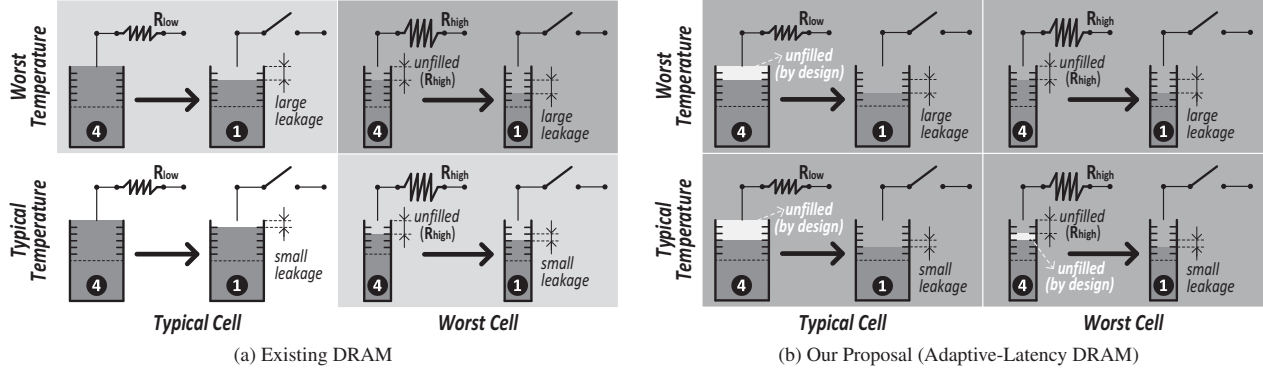 Worst
Temperature
R_low
4
1
large
leakage
R_high
unfilled
(R_high)
4
1
large
leakage
Typical
Temperature
R_low
4
1
small
leakage
R_high
unfilled
(R_high)
4
1
small
leakage
Typical Cell
Worst Cell
(a) Existing DRAM
Worst
Temperature
R_low
unfilled
(by design)
4
1
large
leakage
R_high
unfilled
(R_high)
4
1
large
leakage
Typical
Temperature
R_low
unfilled
(by design)
4
1
small
leakage
R_high
unfilled
(R_high)
unfilled
(by design)
4
1
small
leakage
Typical Cell
Worst Cell
(b) Our Proposal (Adaptive-Latency DRAM)